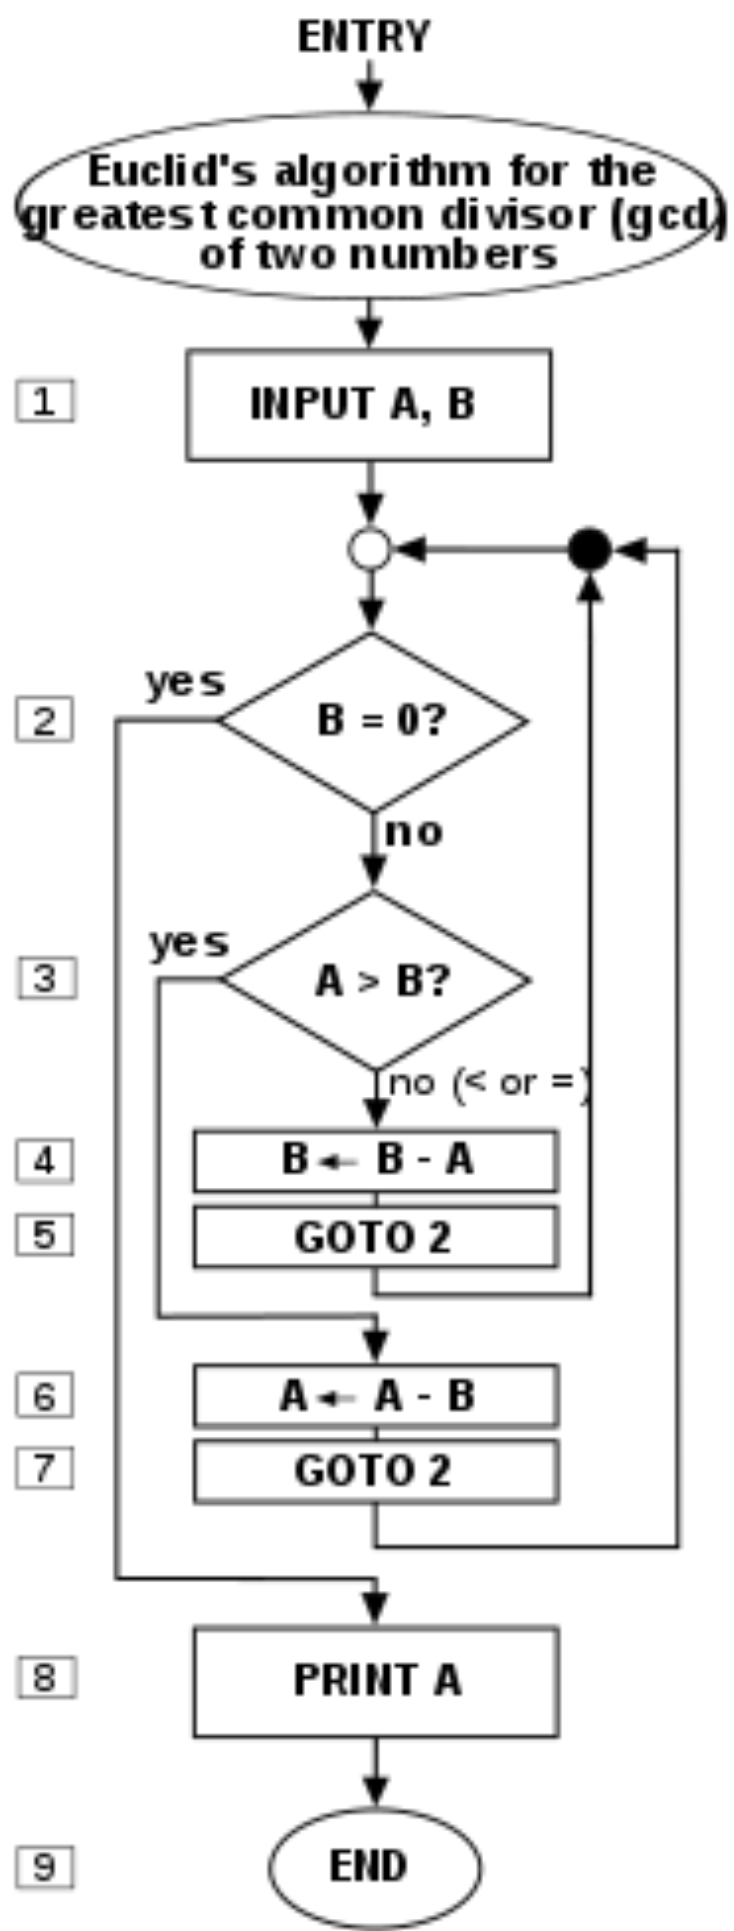 ENTRY
Euclid's algorithm for the
greatest common divisor (gcd)
of two numbers
1
INPUT A, B
yes
2
B = 0?
no
yes
3
A > B?
no (< or =)
4
B ← B - A
5
GOTO 2
6
A ← A - B
7
GOTO 2
8
PRINT A
9
END